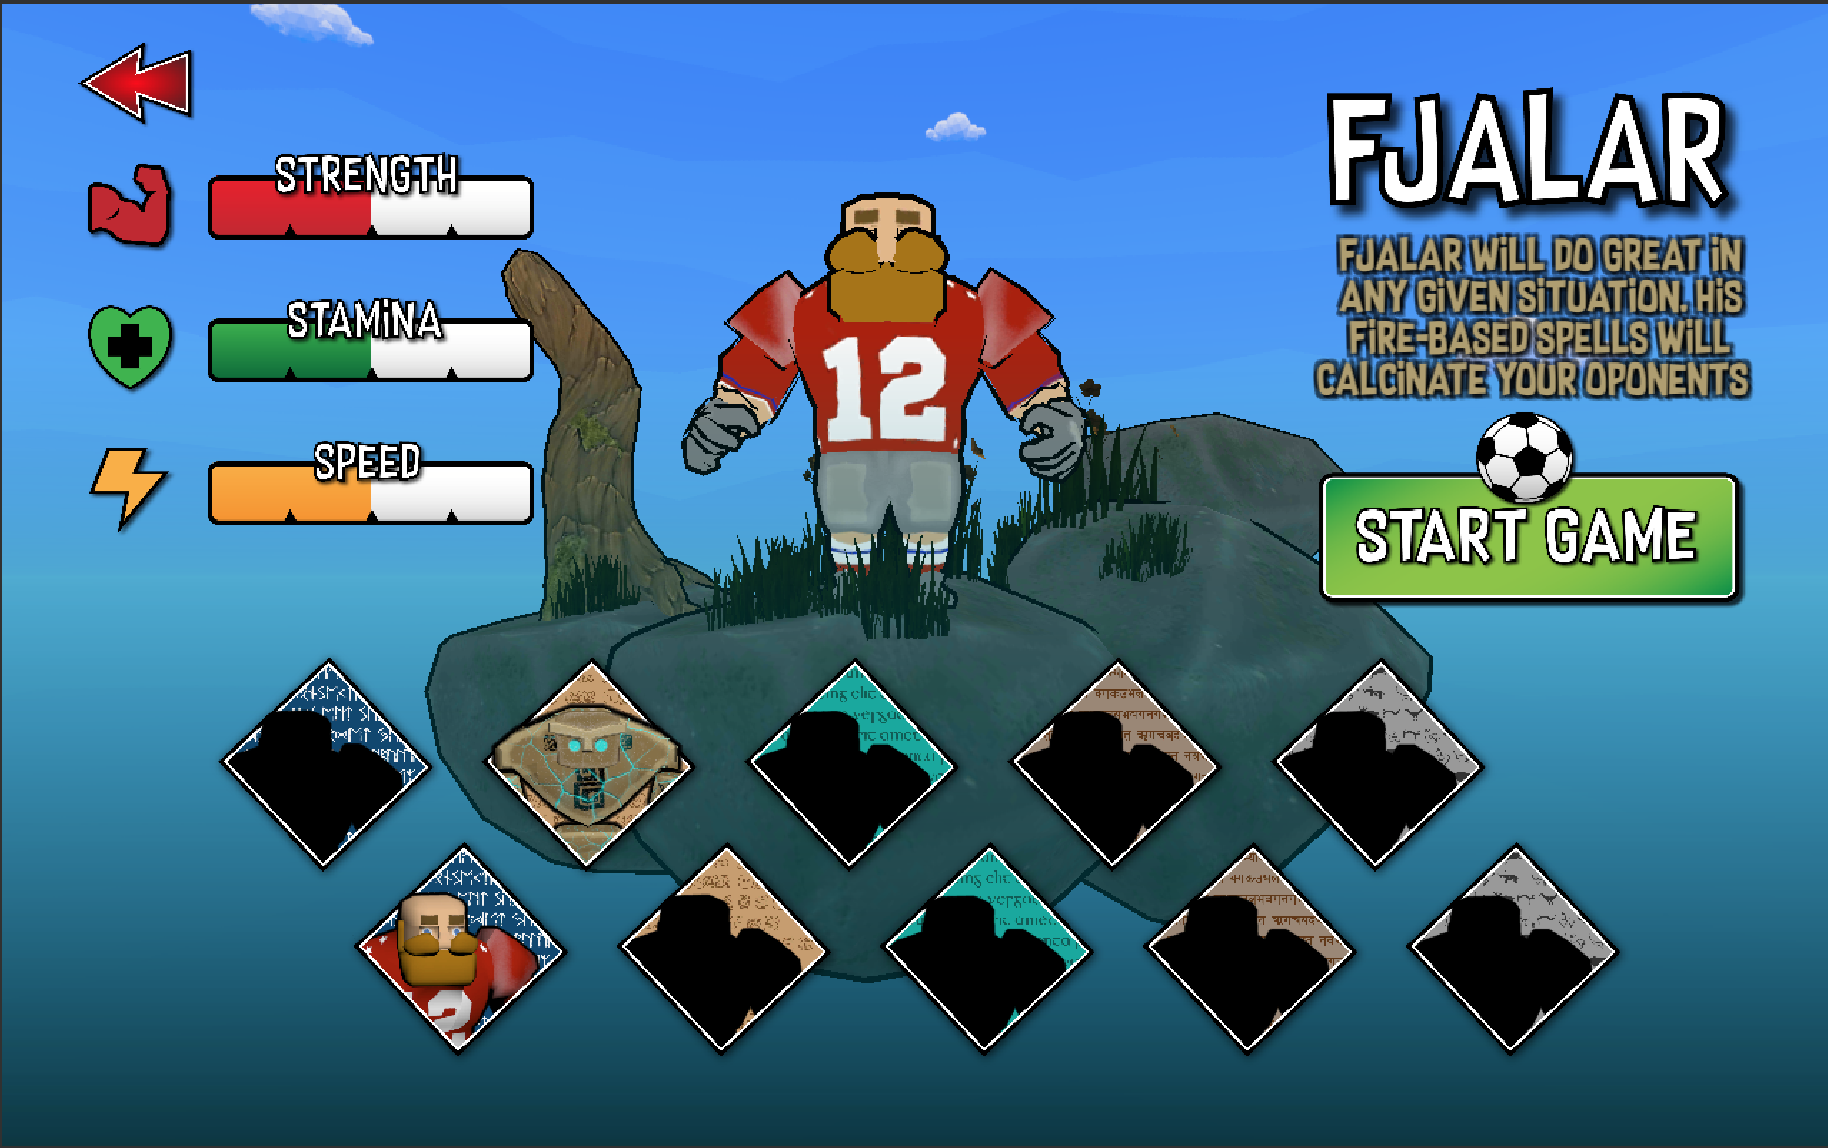 STRENGTH
STAMiNA
SPEED
FJALAR
FJALAR WiLL DO GREAT iN
ANY GiVEN SiTUATiON. HiS
FiRE-BASED SPELLS WiLL
CALCiNATE YOUR OPONENTS
START GAME
12
2